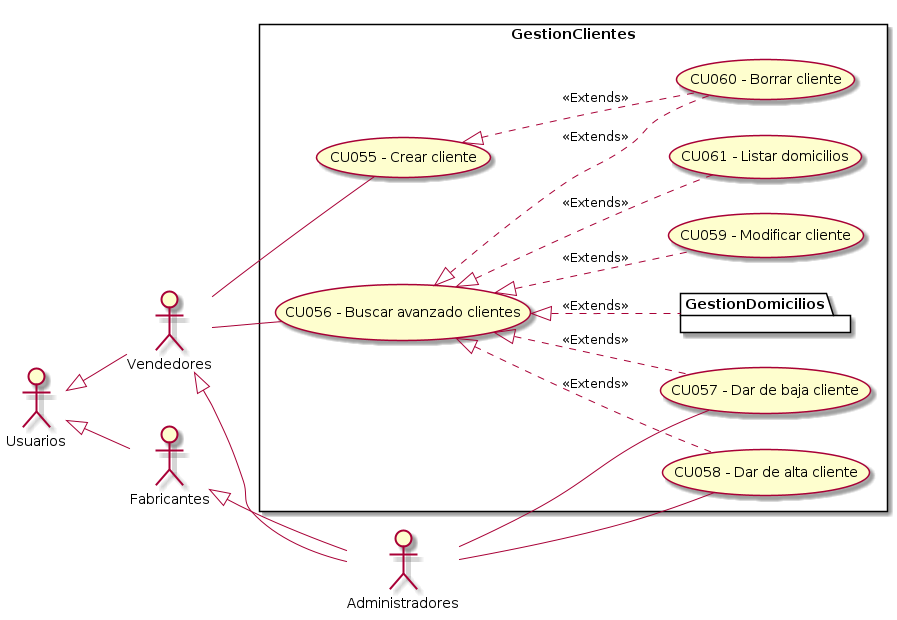 GestionClientes
CU060 - Borrar cliente
«Extends»
«Extends»
CU055 - Crear cliente
CU061 - Listar domicilios
«Extends»
CU059 - Modificar cliente
«Extends»
GestionDomicilios
«Extends»
CU056 - Buscar avanzado clientes
«Extends»
Vendedores
«Extends»
CU057 - Dar de baja cliente
Usuarios
CU058 - Dar de alta cliente
Fabricantes
Administradores